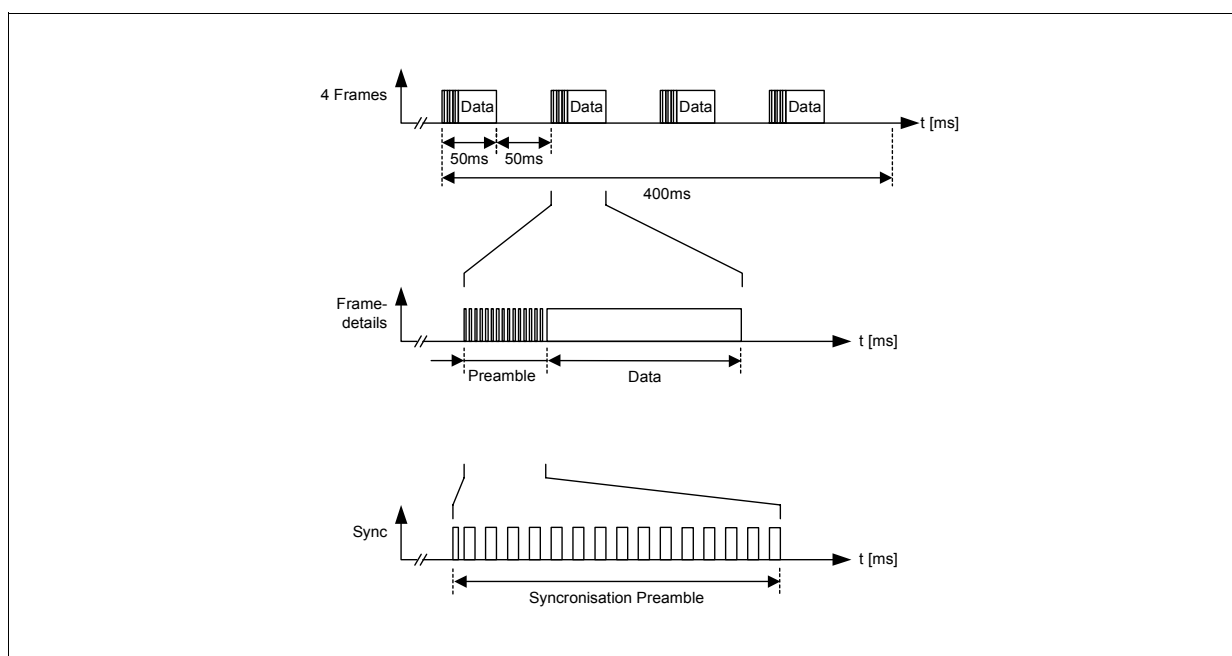 4 Frames
Data Data Data Data
t [ms]
50ms 50ms
400ms
Frame-
details
t [ms]
Preamble Data
Sync
t [ms]
Syncronisation Preamble